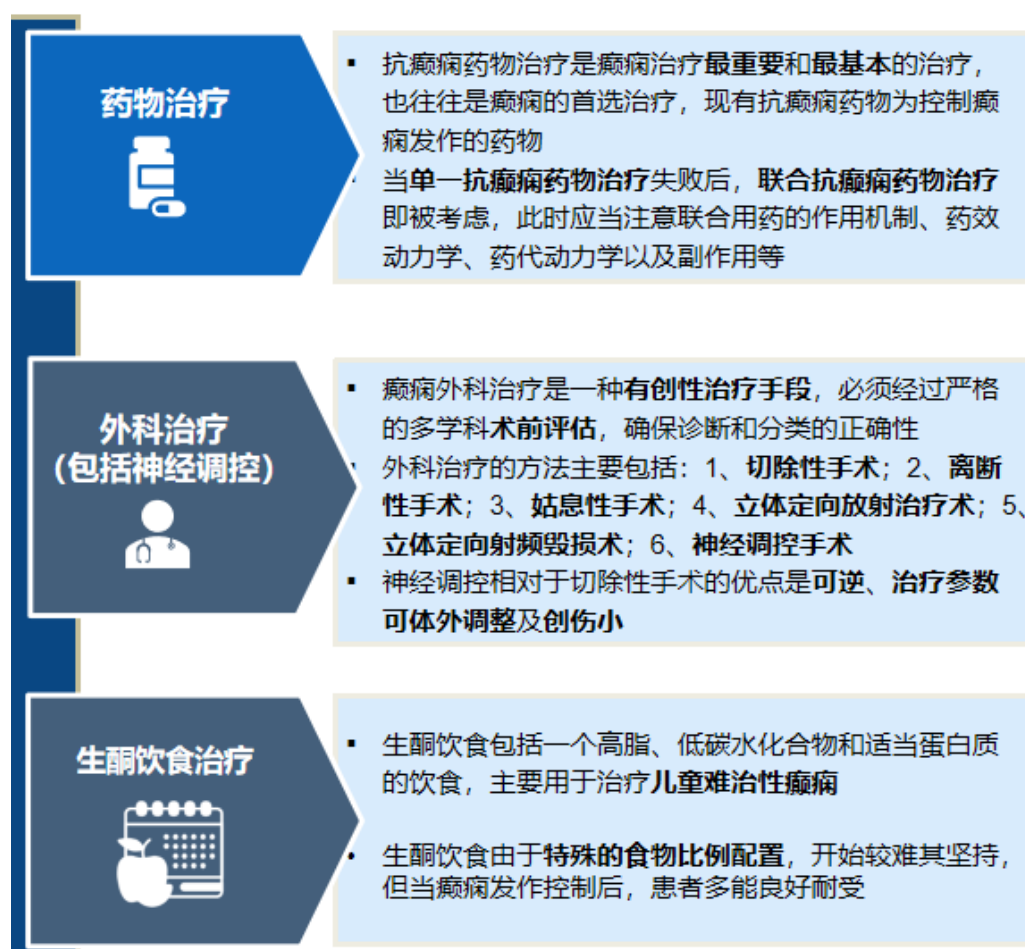 药物治疗
▪ 抗癫痫药物治疗是癫痫治疗最重要和最基本的治疗，
也往往是癫痫的首选治疗，现有抗癫痫药物为控制癫
痫发作的药物
▪ 当单一抗癫痫药物治疗失败后，联合抗癫痫药物治疗
即被考虑，此时应当注意联合用药的作用机制、药效
动力学、药代动力学以及副作用等
外科治疗
（包括神经调控）
▪ 癫痫外科治疗是一种有创性治疗手段，必须经过严格
的多学科术前评估，确保诊断和分类的正确性
▪ 外科治疗的方法主要包括：1、切除性手术；2、离断
性手术；3、姑息性手术；4、立体定向放射治疗术；5、
立体定向射频毁损术；6、神经调控手术
▪ 神经调控相对于切除性手术的优点是可逆、治疗参数
可体外调整及创伤小
生酮饮食治疗
▪ 生酮饮食包括一个高脂、低碳水化合物和适当蛋白质
的饮食，主要用于治疗儿童难治性癫痫
▪ 生酮饮食由于特殊的食物比例配置，开始较难其坚持，
但当癫痫发作控制后，患者多能良好耐受